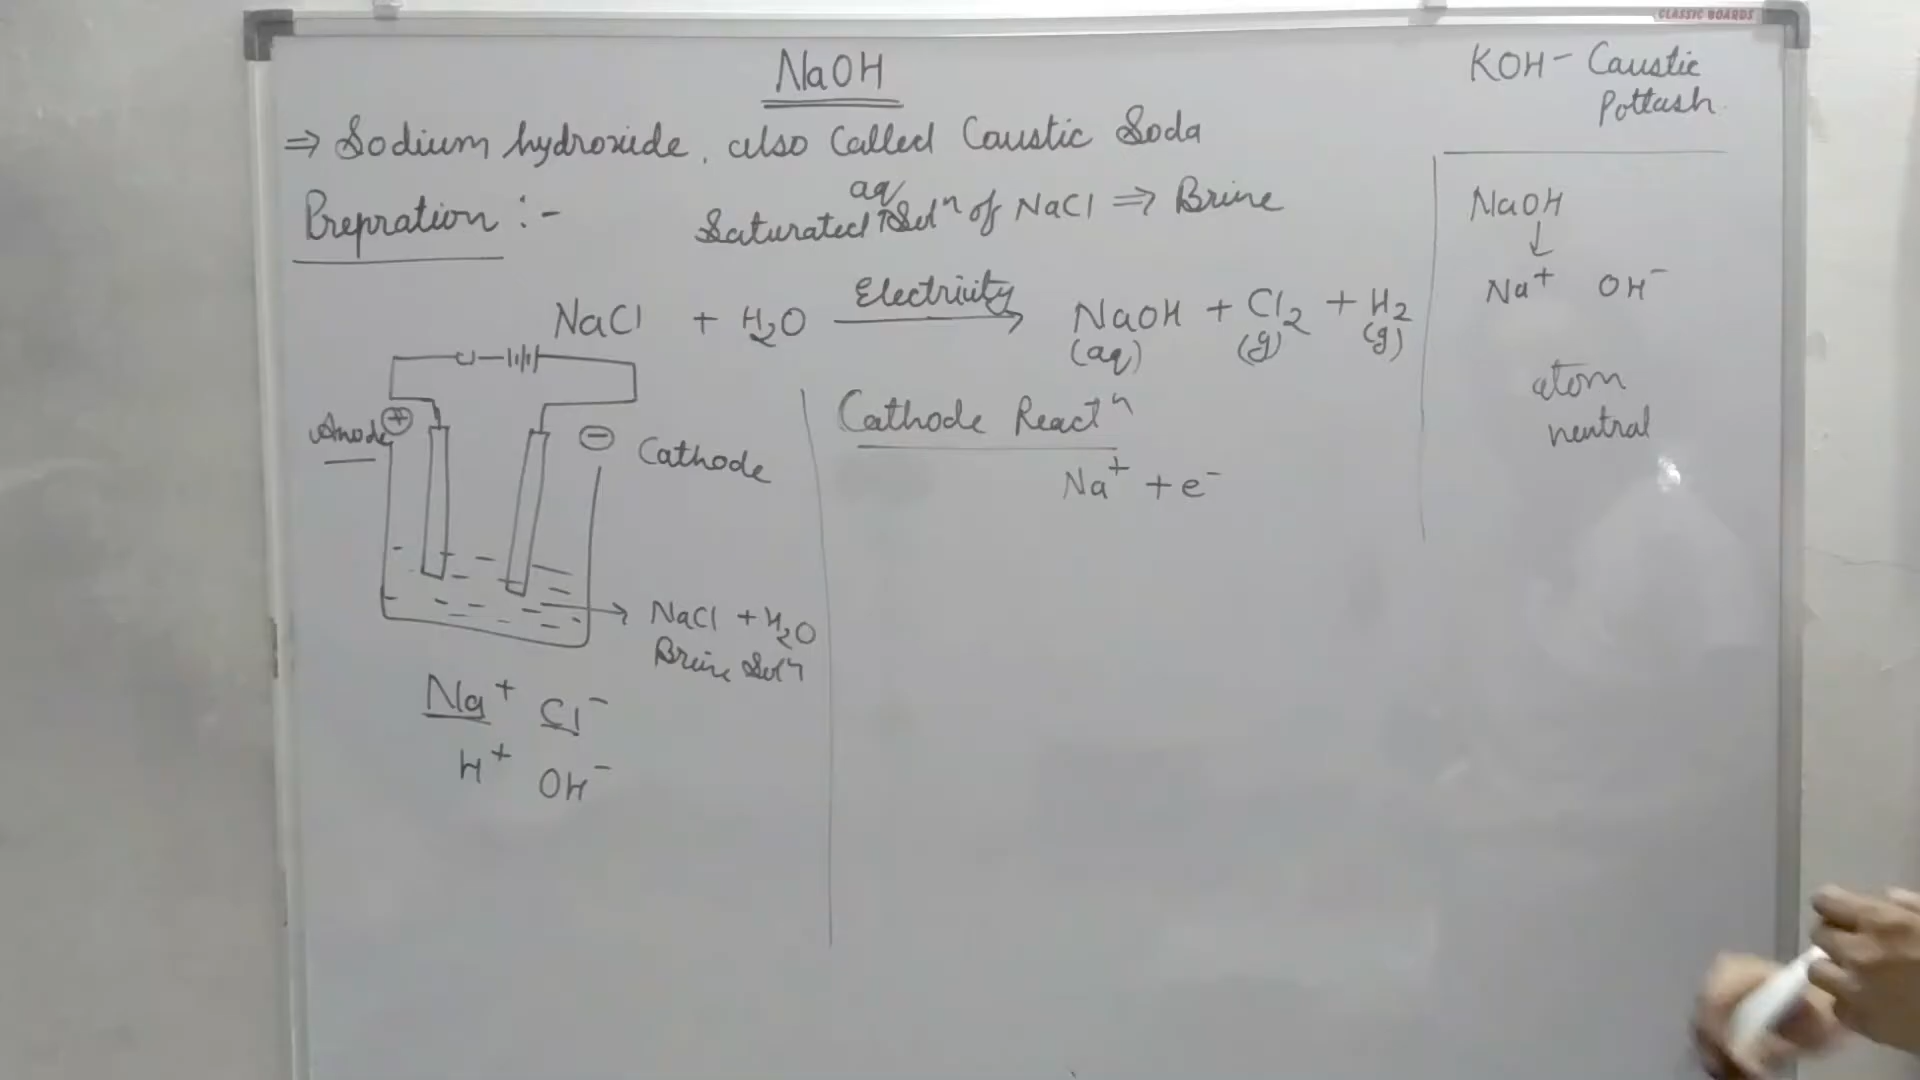 CLASSIC BOARDS
NaOH
KOH - Caustic
Pottash
⇒ Sodium hydroxide, also Called Caustic Soda
Prepration :-
aq
Saturated ↑Solⁿ of NaCl ⇒ Brine
NaCl + H₂O Electricity → NaOH + Cl₂ + H₂
(aq) (g) (g)
Anode + − Cathode
NaCl + H₂O
Brine Solⁿ
Na⁺ Cl⁻
H⁺ OH⁻
Cathode Reactⁿ
Na⁺ + e⁻
NaOH
↓
Na⁺ OH⁻
atom
neutral